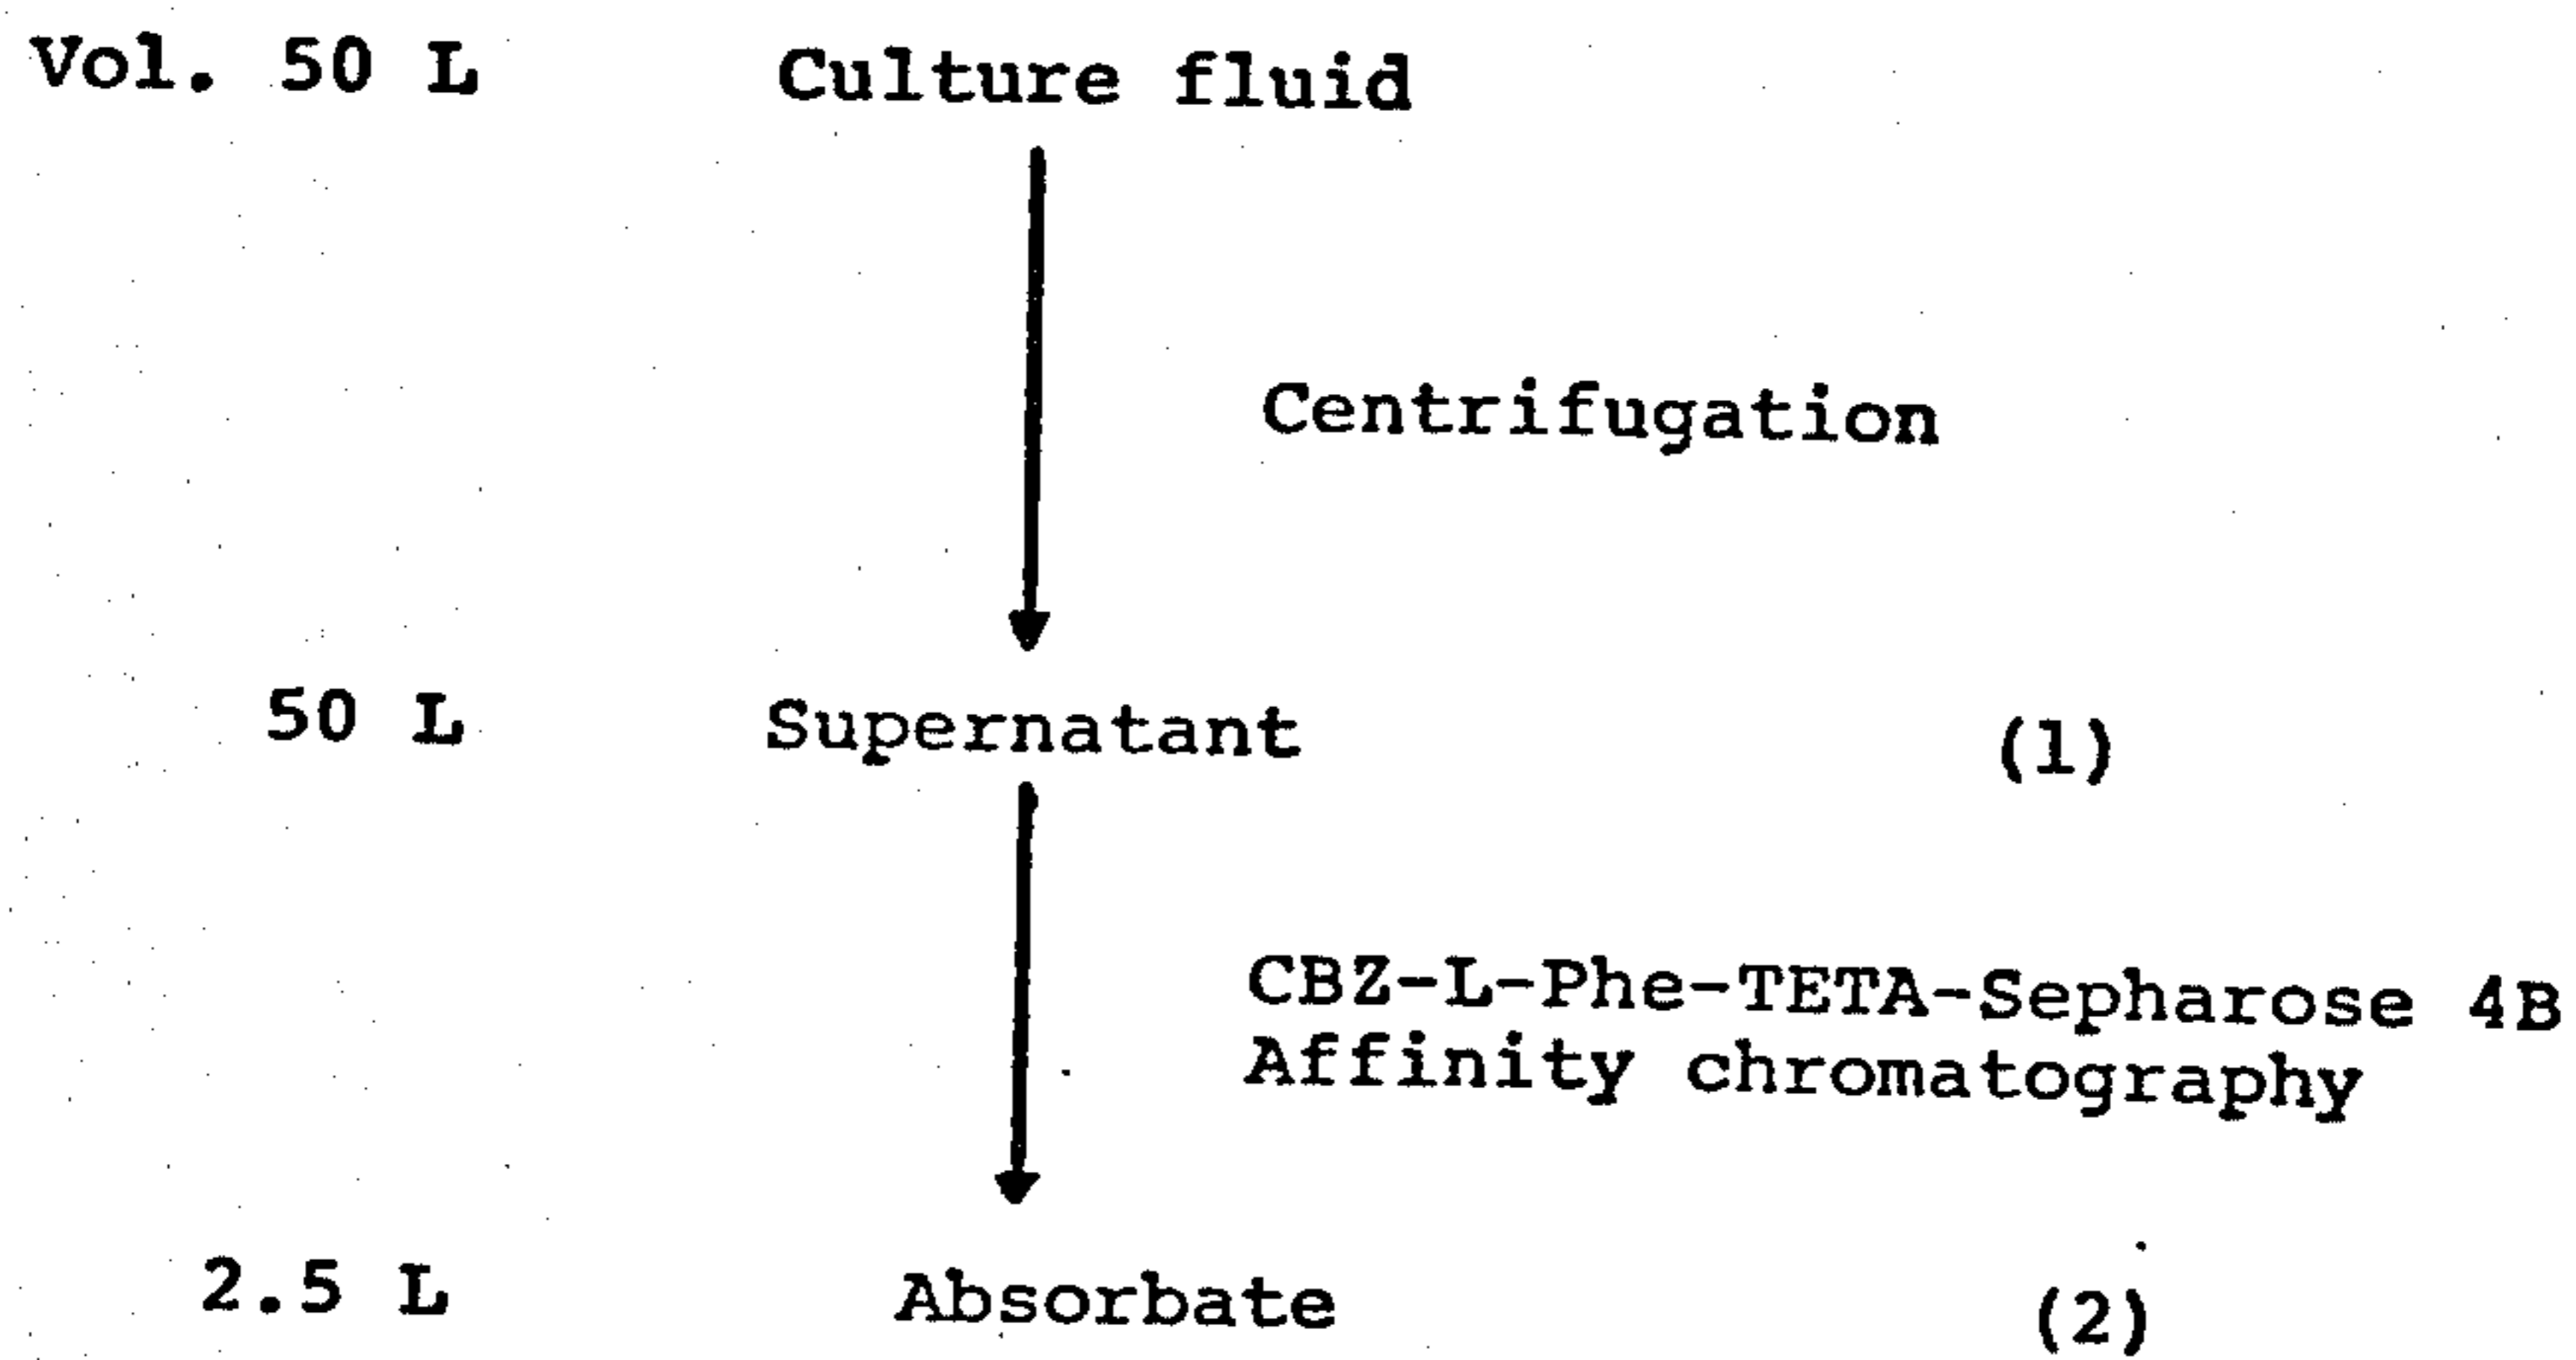 Vol. 50 L Culture fluid
Centrifugation
50 L Supernatant (1)
CBZ-L-Phe-TETA-Sepharose 4B
Affinity chromatography
2.5 L Absorbate (2)